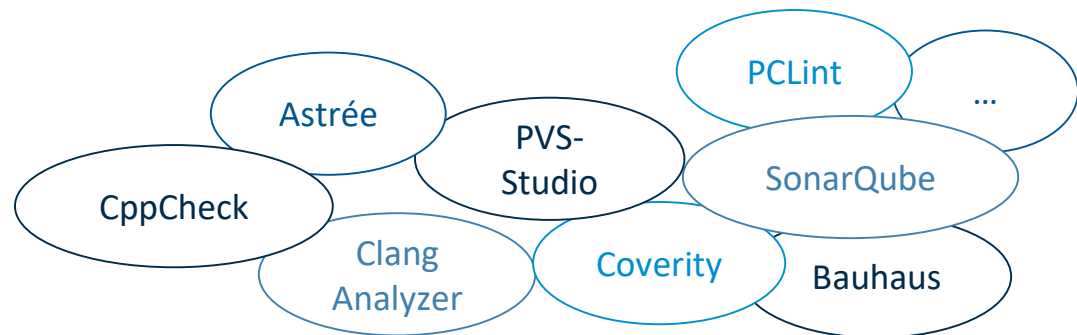 PCLint
...
Astrée
PVS-
Studio
SonarQube
CppCheck
Clang
Analyzer
Coverity
Bauhaus